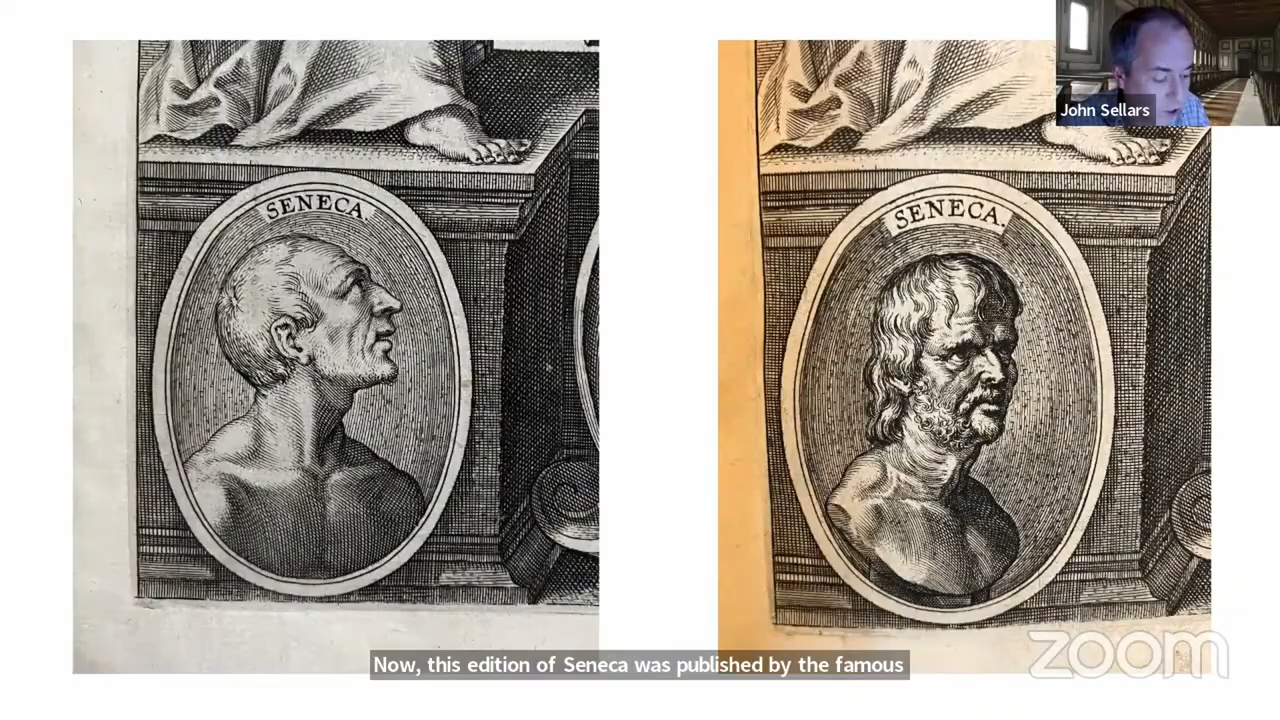 SENECA.
SENECA.
John Sellars
Now, this edition of Seneca was published by the famous
zoom